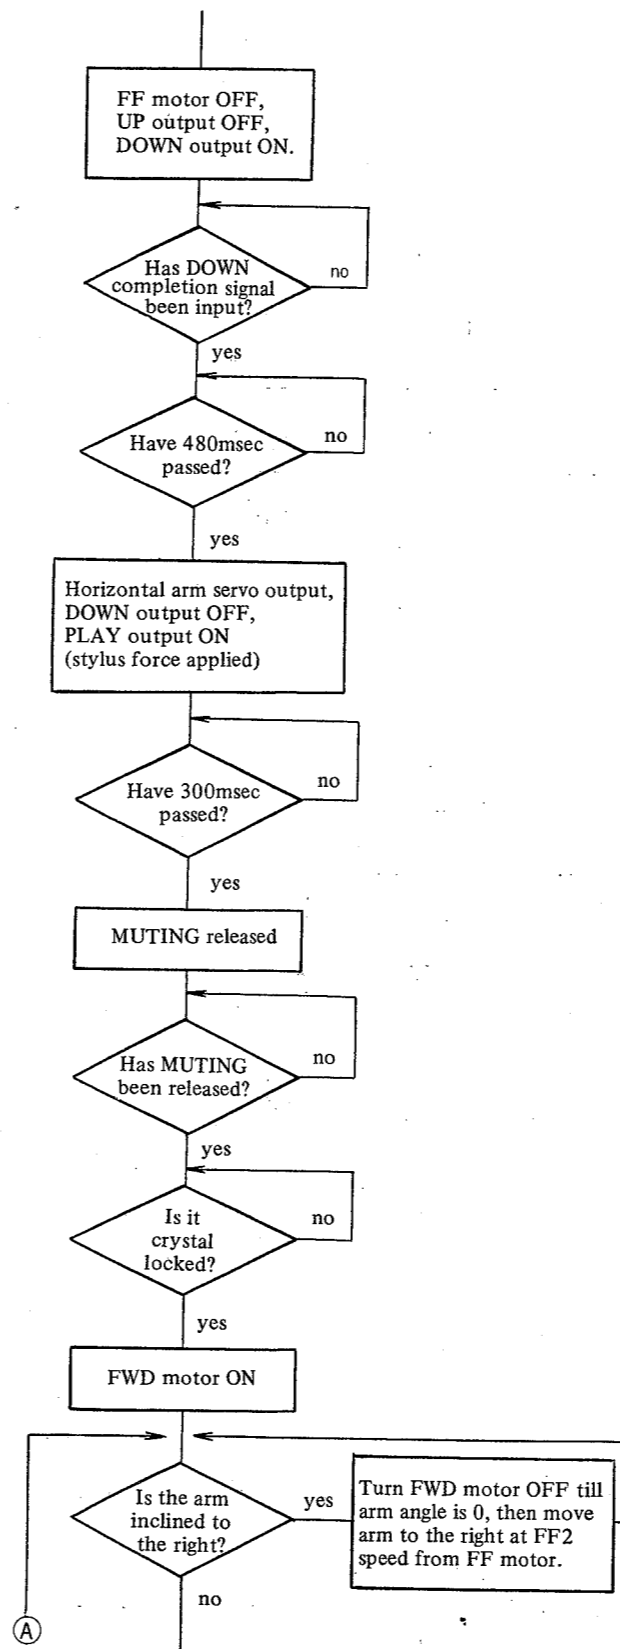 FF motor OFF,
UP output OFF,
DOWN output ON.
Has DOWN
completion signal
been input?
no
yes
Have 480msec
passed?
no
yes
Horizontal arm servo output,
DOWN output OFF,
PLAY output ON
(stylus force applied)
Have 300msec
passed?
no
yes
MUTING released
Has MUTING
been released?
no
yes
Is it
crystal
locked?
no
yes
FWD motor ON
Is the arm
inclined to
the right?
yes
Turn FWD motor OFF till
arm angle is 0, then move
arm to the right at FF2
speed from FF motor.
no
A